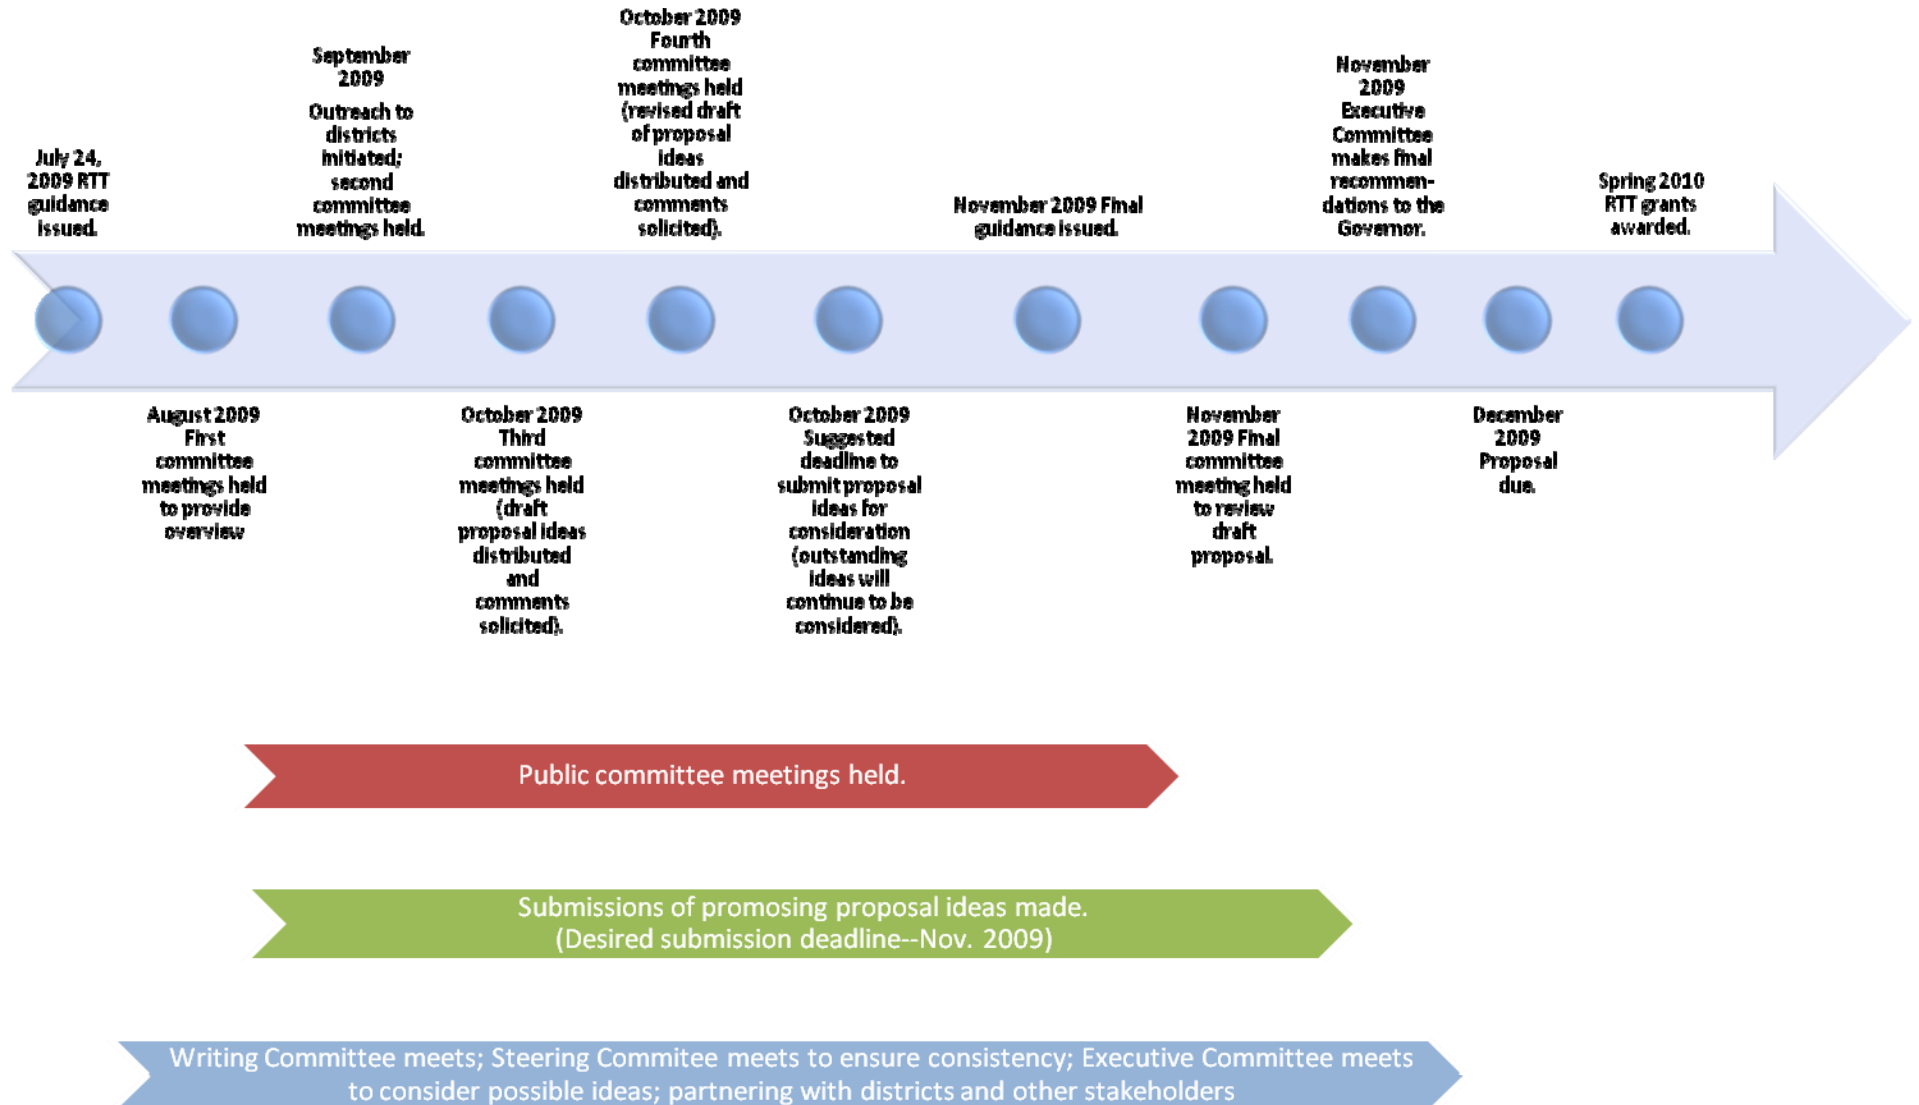 July 24,
2009 RTT
guidance
issued.
August 2009
First
committee
meetings held
to provide
overview
September
2009
Outreach to
districts
initiated;
second
committee
meetings held.
October 2009
Third
committee
meetings held
(draft
proposal ideas
distributed
and
comments
solicited).
October 2009
Fourth
committee
meetings held
(revised draft
of proposal
ideas
distributed and
comments
solicited).
October 2009
Suggested
deadline to
submit proposal
ideas for
consideration
(outstanding
ideas will
continue to be
considered).
November 2009 Final
guidance issued.
November
2009 Final
committee
meeting held
to review
draft
proposal.
November
2009
Executive
Committee
makes final
recommen-
dations to the
Governor.
December
2009
Proposal
due.
Spring 2010
RTT grants
awarded.
Public committee meetings held.
Submissions of promosing proposal ideas made.
(Desired submission deadline--Nov. 2009)
Writing Committee meets; Steering Commitee meets to ensure consistency; Executive Committee meets
to consider possible ideas; partnering with districts and other stakeholders